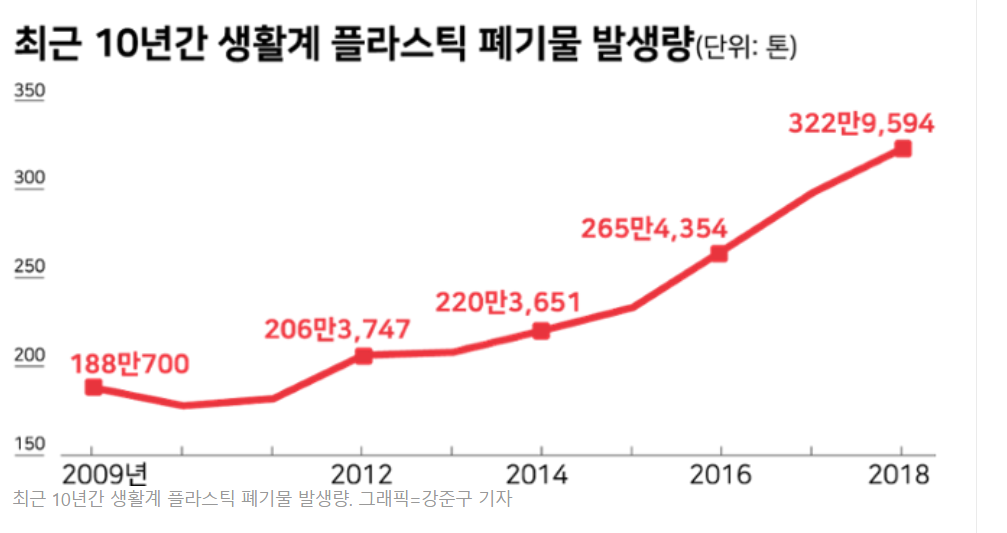 최근 10년간 생활계 플라스틱 폐기물 발생량(단위: 톤)
350
322만9,594
300
265만4,354
250
220만3,651
206만3,747
200
188만700
150
2009년 2012 2014 2016 2018
최근 10년간 생활계 플라스틱 폐기물 발생량. 그래픽=강준구 기자